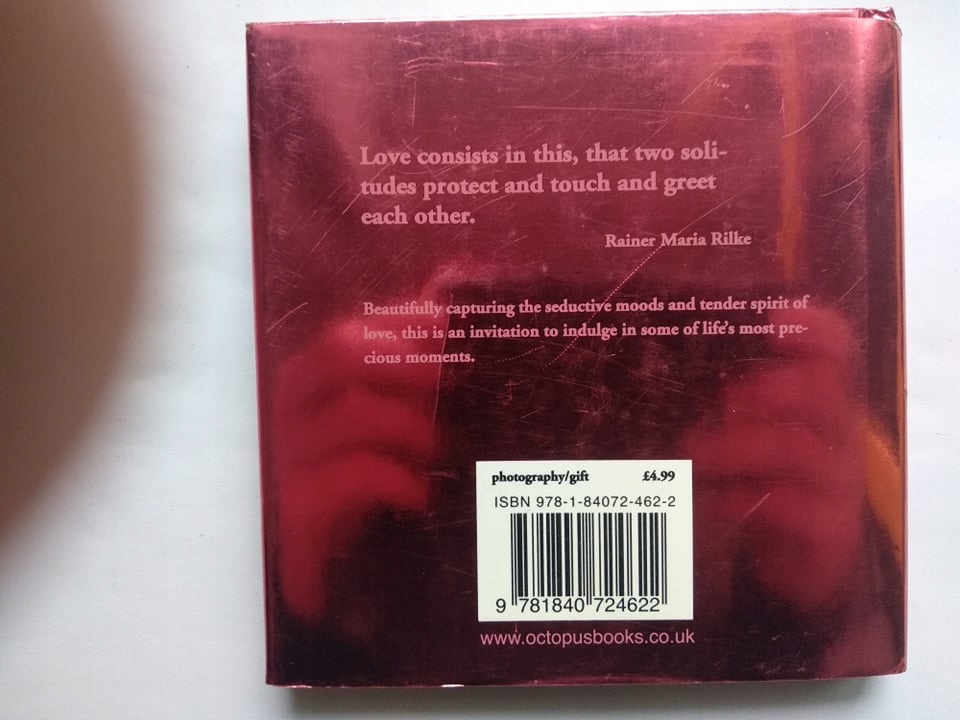 Love consists in this, that two soli-
tudes protect and touch and greet
each other.
Rainer Maria Rilke
Beautifully capturing the seductive moods and tender spirit of
love, this is an invitation to indulge in some of life's most pre-
cious moments.
photography/gift £4.99
ISBN 978-1-84072-462-2
9 781840 724622
www.octopusbooks.co.uk